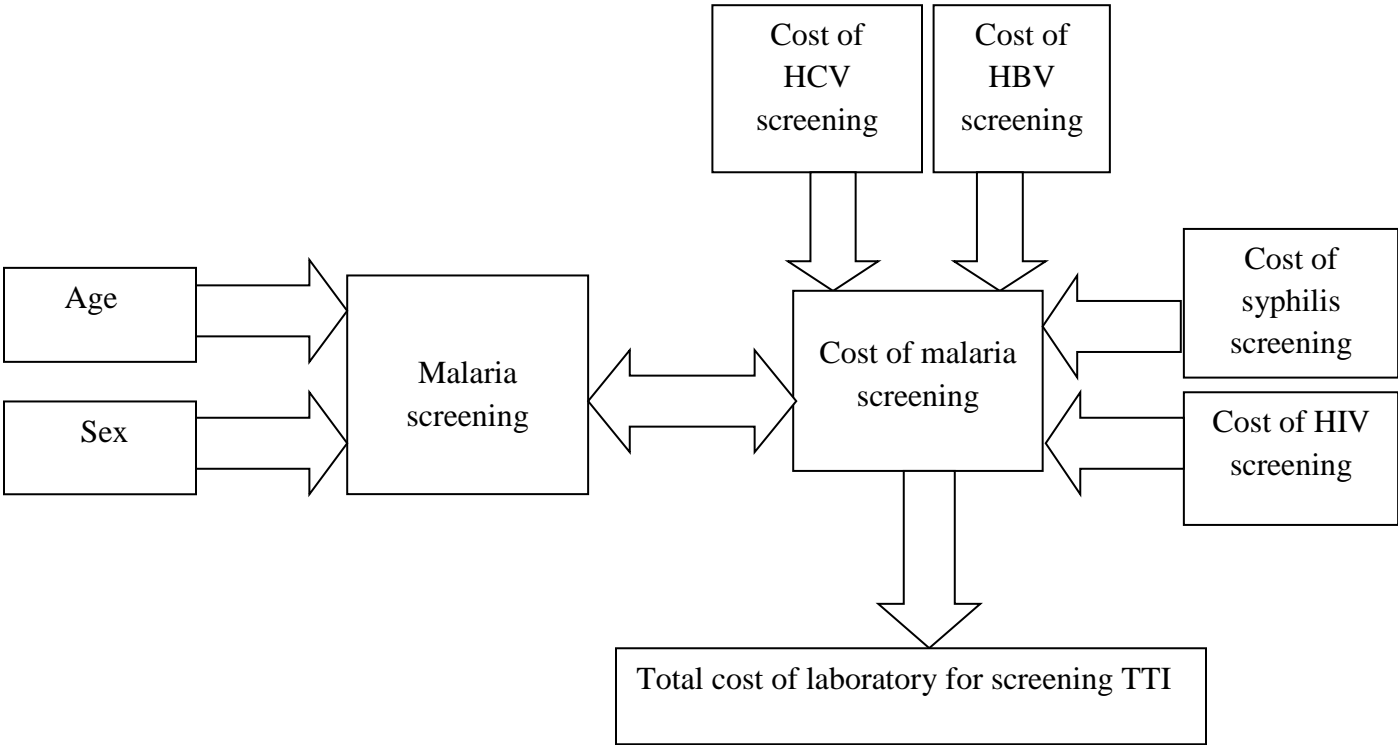 Cost of
HCV
screening
Cost of
HBV
screening
Age
Sex
Malaria
screening
Cost of malaria
screening
Cost of
syphilis
screening
Cost of HIV
screening
Total cost of laboratory for screening TTI